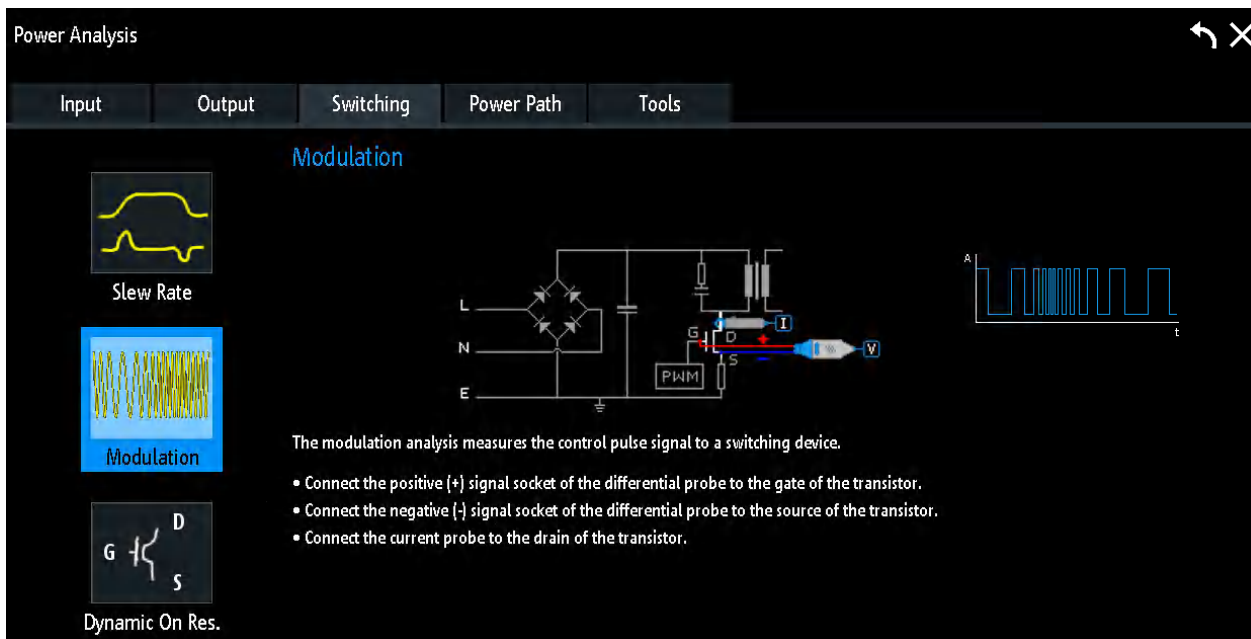 Power Analysis
Input Output Switching Power Path Tools
Modulation
Slew Rate
Modulation
G D S
Dynamic On Res.
L
N
E
G
D
S
I
V
+
−
PWM
A
t
The modulation analysis measures the control pulse signal to a switching device.
• Connect the positive (+) signal socket of the differential probe to the gate of the transistor.
• Connect the negative (-) signal socket of the differential probe to the source of the transistor.
• Connect the current probe to the drain of the transistor.